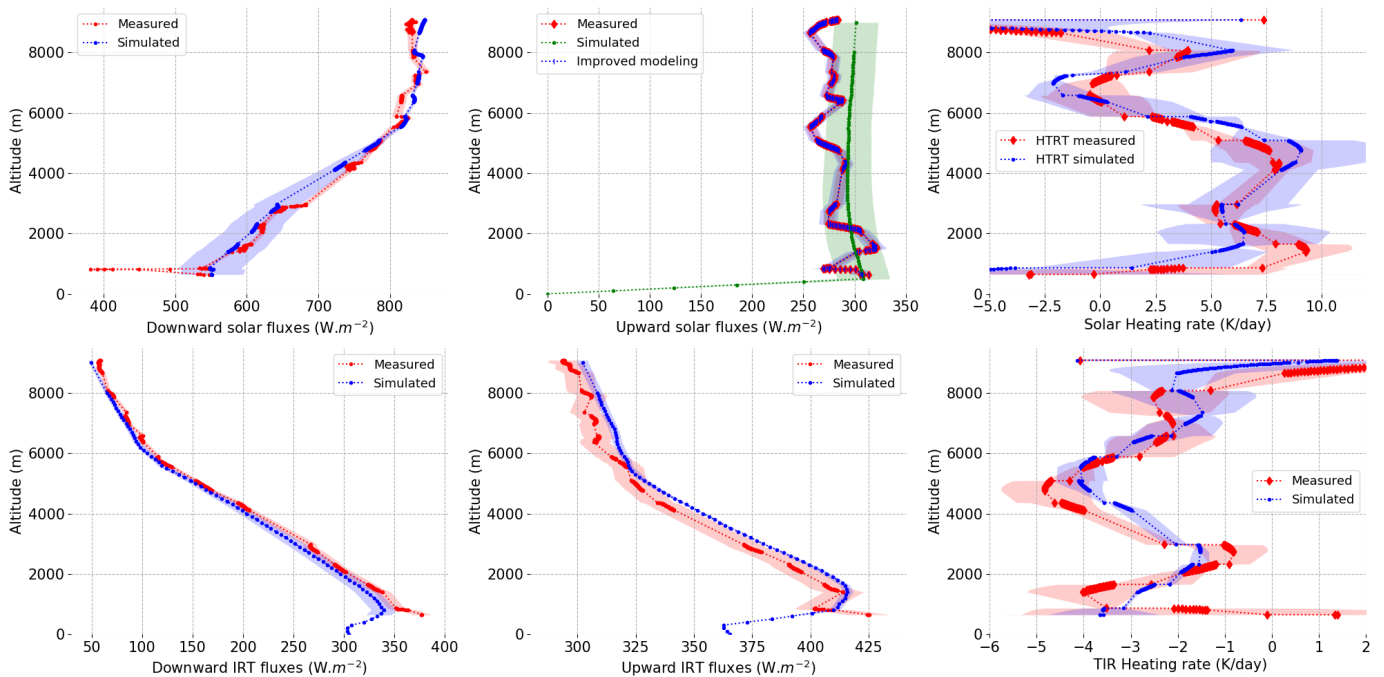 Measured
Simulated
Altitude (m)
8000
6000
4000
2000
0
400
500
600
700
800
Downward solar fluxes (W.m⁻²)
Measured
Simulated
Improved modeling
Altitude (m)
8000
6000
4000
2000
0
0
50
100
150
200
250
300
350
Upward solar fluxes (W.m⁻²)
HTRT measured
HTRT simulated
Altitude (m)
8000
6000
4000
2000
0
-5.0
-2.5
0.0
2.5
5.0
7.5
10.0
Solar Heating rate (K/day)
Measured
Simulated
Altitude (m)
8000
6000
4000
2000
0
50
100
150
200
250
300
350
400
Downward IRT fluxes (W.m⁻²)
Measured
Simulated
Altitude (m)
8000
6000
4000
2000
0
300
325
350
375
400
425
Upward IRT fluxes (W.m⁻²)
Measured
Simulated
Altitude (m)
8000
6000
4000
2000
0
−6
−5
−4
−3
−2
−1
0
1
2
TIR Heating rate (K/day)